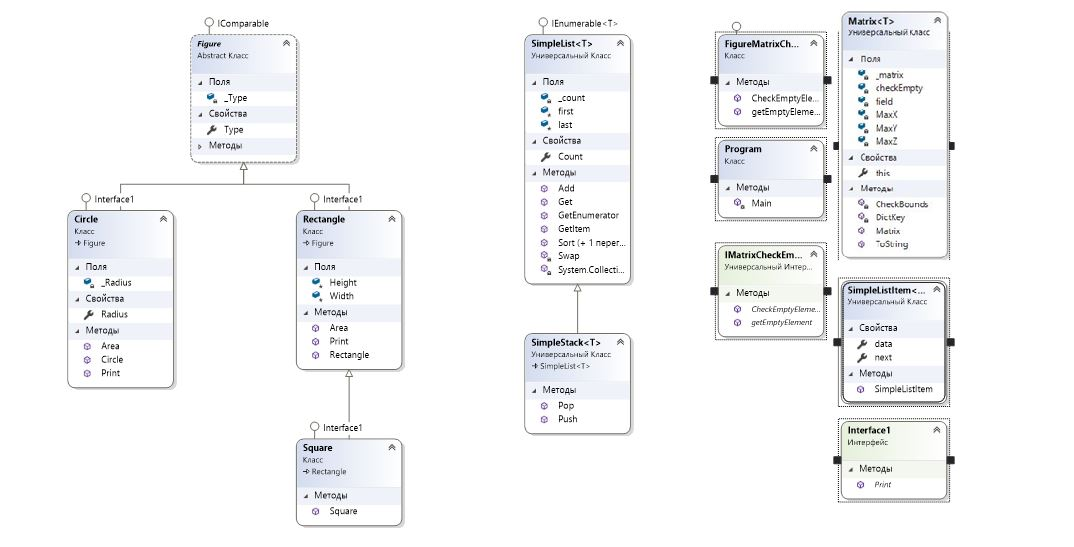 IComparable
Figure
Abstract Класс
Поля
_Type
Свойства
Type
Методы
Interface1
Circle
Класс
Figure
Поля
_Radius
Свойства
Radius
Методы
Area
Circle
Print
Interface1
Rectangle
Класс
Figure
Поля
Height
Width
Методы
Area
Print
Rectangle
Interface1
Square
Класс
Rectangle
Методы
Square
IEnumerable<T>
SimpleList<T>
Универсальный Класс
Поля
_count
first
last
Свойства
Count
Методы
Add
Get
GetEnumerator
GetItem
Sort (+ 1 перег...
Swap
System.Collecti...
SimpleStack<T>
Универсальный Класс
SimpleList<T>
Методы
Pop
Push
FigureMatrixCh...
Класс
Методы
CheckEmptyEle...
getEmptyEleme...
Program
Класс
Методы
Main
IMatrixCheckEm...
Универсальный Интер...
Методы
CheckEmptyEleme...
getEmptyElement
Matrix<T>
Универсальный Класс
Поля
_matrix
checkEmpty
field
MaxX
MaxY
MaxZ
Свойства
this
Методы
CheckBounds
DictKey
Matrix
ToString
SimpleListItem<...
Универсальный Класс
Свойства
data
next
Методы
SimpleListItem
Interface1
Интерфейс
Методы
Print